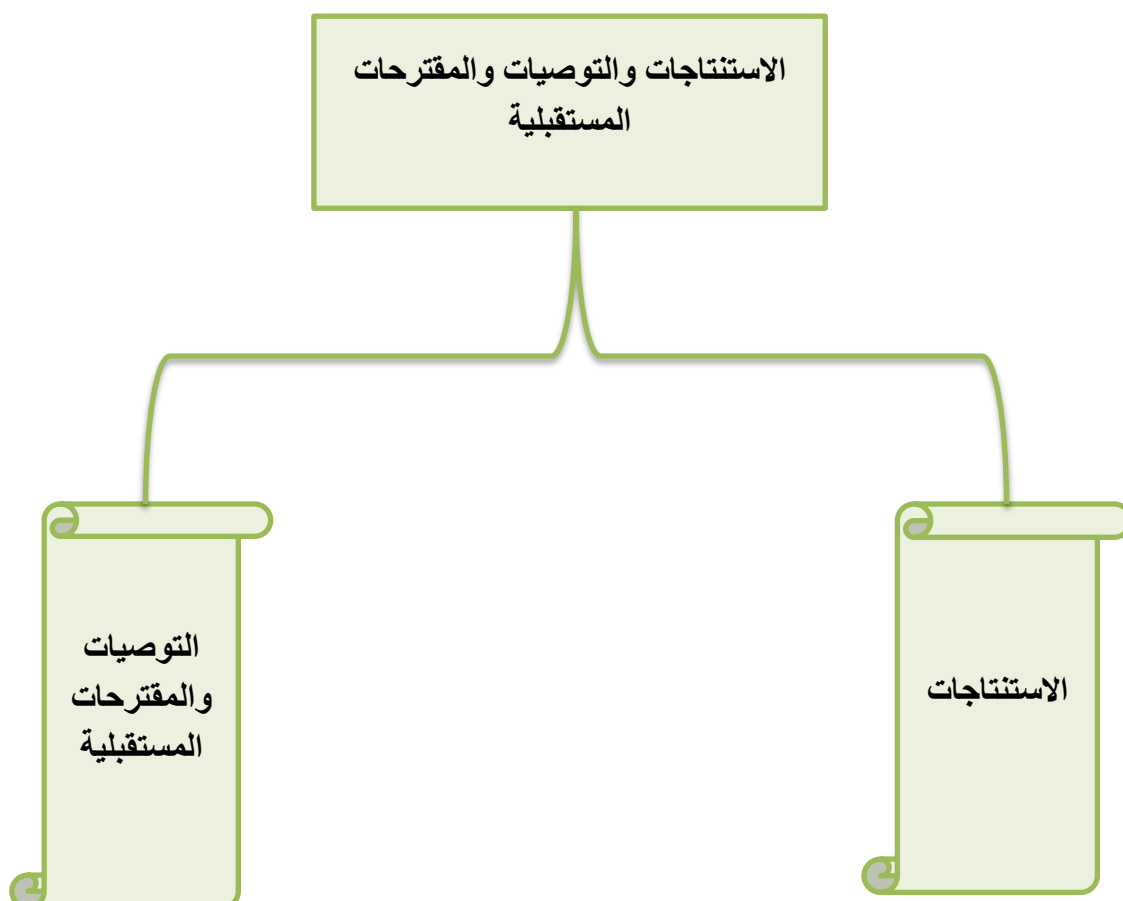 الاستنتاجات والتوصيات والمقترحات
المستقبلية
الاستنتاجات
التوصيات
والمقترحات
المستقبلية